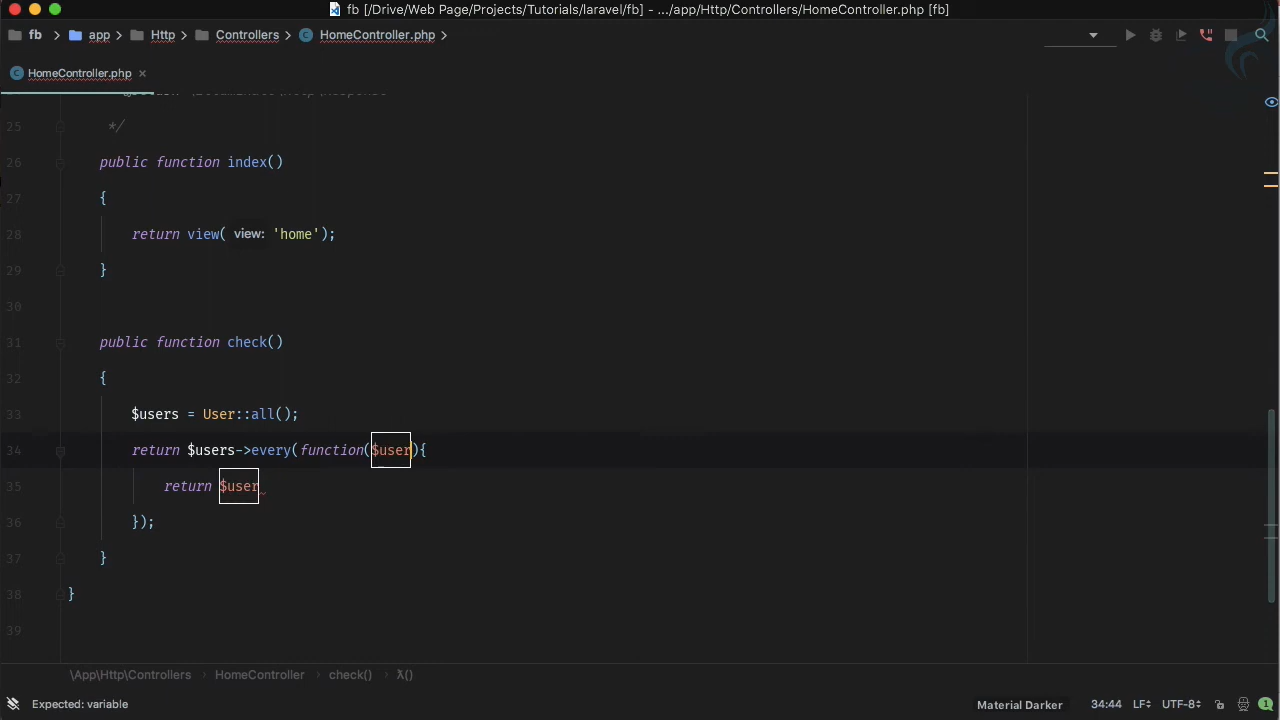 fb [/Drive/Web Page/Projects/Tutorials/laravel/fb] - .../app/Http/Controllers/HomeController.php [fb]
fb app Http Controllers HomeController.php
HomeController.php
25 */
26 public function index()
27 {
28 return view( view: 'home');
29 }
30
31 public function check()
32 {
33 $users = User::all();
34 return $users->every(function($user){
35 return $user
36 });
37 }
38 }
39
\App\Http\Controllers HomeController check() λ()
Expected: variable Material Darker 34:44 LF UTF-8 1